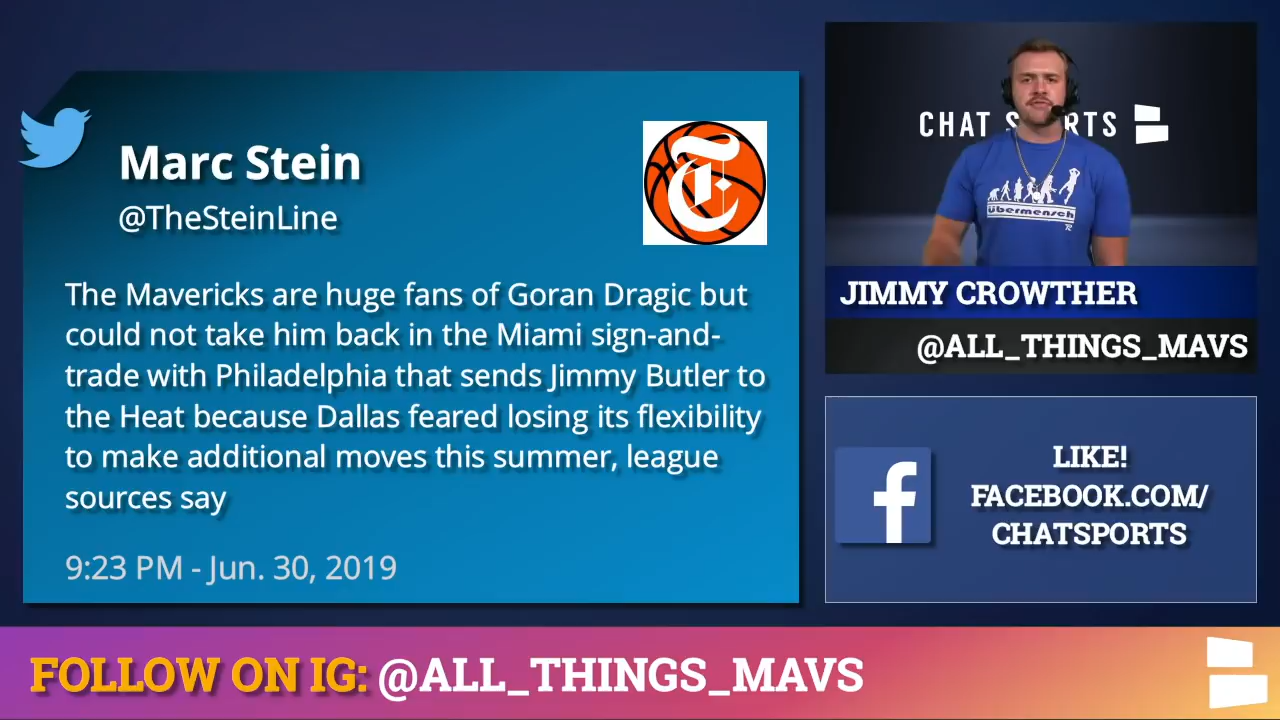 Marc Stein
@TheSteinLine
The Mavericks are huge fans of Goran Dragic but
could not take him back in the Miami sign-and-
trade with Philadelphia that sends Jimmy Butler to
the Heat because Dallas feared losing its flexibility
to make additional moves this summer, league
sources say
9:23 PM - Jun. 30, 2019
CHAT SPORTS
übermensch
JIMMY CROWTHER
@ALL_THINGS_MAVS
LIKE!
FACEBOOK.COM/
CHATSPORTS
FOLLOW ON IG: @ALL_THINGS_MAVS